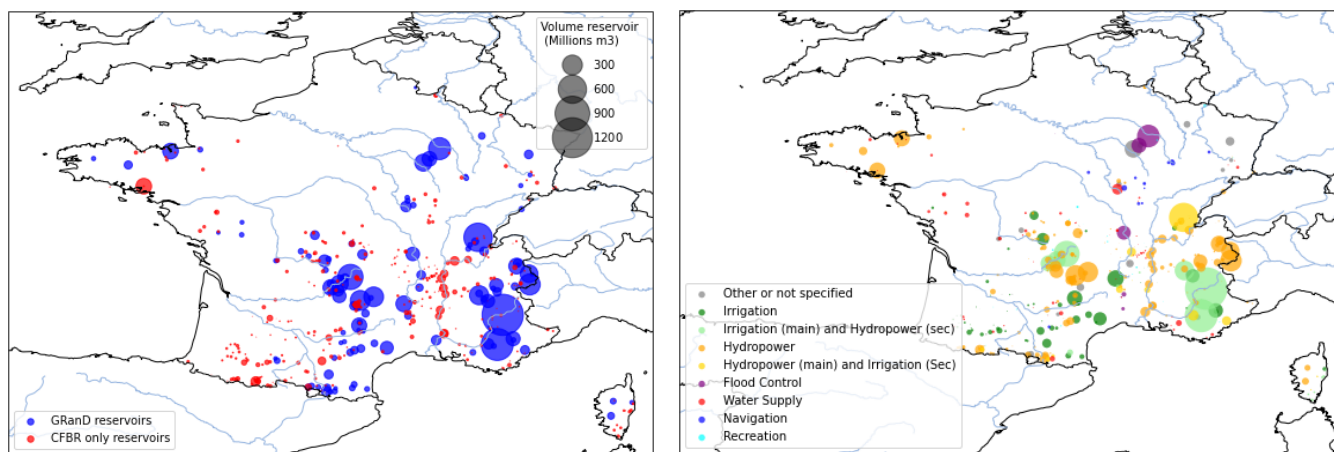 Volume reservoir
(Millions m3)
300
600
900
1200
GRanD reservoirs
CFBR only reservoirs
Other or not specified
Irrigation
Irrigation (main) and Hydropower (sec)
Hydropower
Hydropower (main) and Irrigation (Sec)
Flood Control
Water Supply
Navigation
Recreation